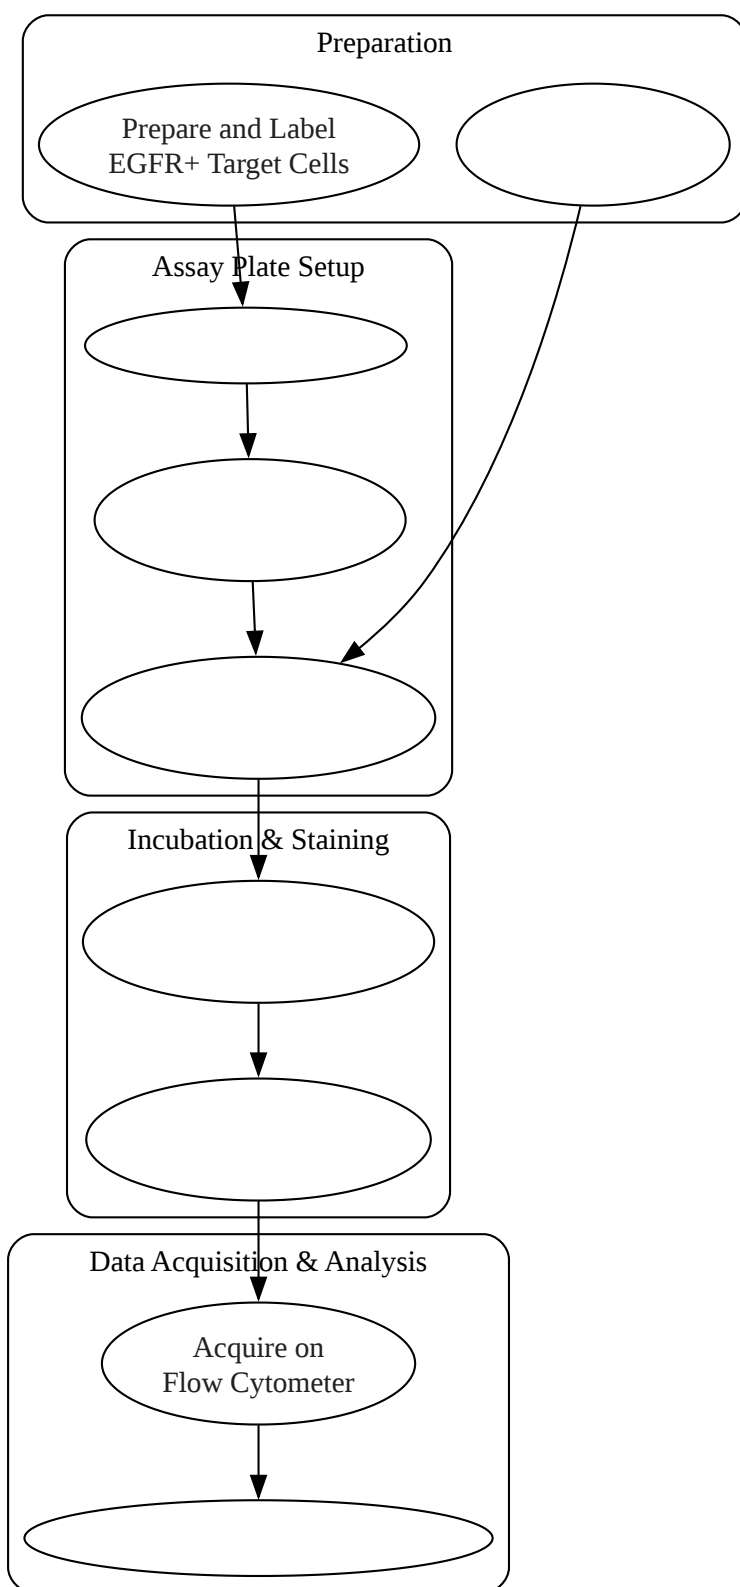 Preparation
Prepare and Label
EGFR+ Target Cells
Assay Plate Setup
Incubation & Staining
Data Acquisition & Analysis
Acquire on
Flow Cytometer